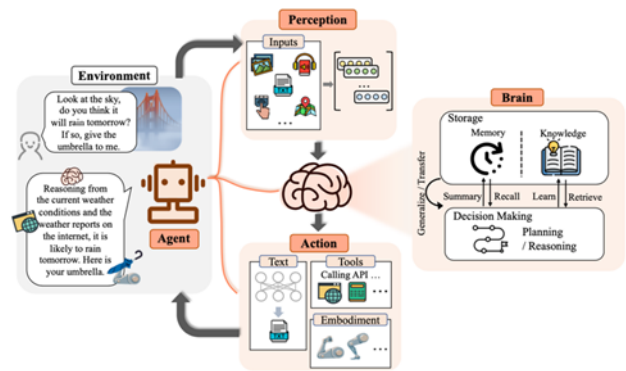 Perception
Inputs
...
Environment
Look at the sky,
do you think it
will rain tomorrow?
If so, give the
umbrella to me.
Reasoning from
the current weather
conditions and the
weather reports on
the internet, it is
likely to rain
tomorrow. Here is
your umbrella.
Agent
Action
Text
Tools
Calling API ...
...
Embodiment
...
Brain
Storage
Memory
Knowledge
Generalize / Transfer
Summary
Recall
Learn
Retrieve
Decision Making
Planning
/ Reasoning